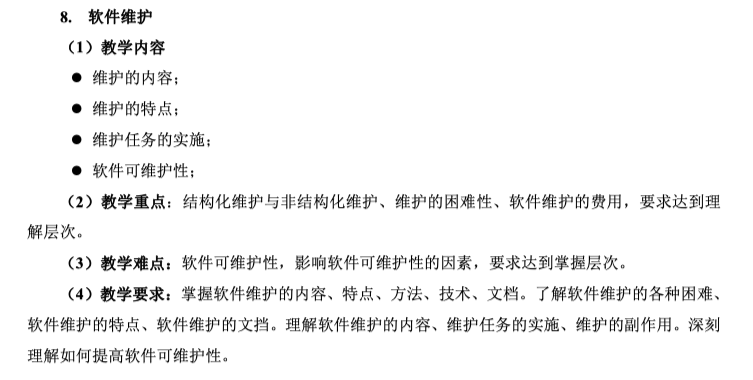 8. 软件维护
（1）教学内容
● 维护的内容；
● 维护的特点；
● 维护任务的实施；
● 软件可维护性；
（2）教学重点：结构化维护与非结构化维护、维护的困难性、软件维护的费用，要求达到理
解层次。
（3）教学难点：软件可维护性，影响软件可维护性的因素，要求达到掌握层次。
（4）教学要求：掌握软件维护的内容、特点、方法、技术、文档。了解软件维护的各种困难、
软件维护的特点、软件维护的文挡。理解软件维护的内容、维护任务的实施、维护的副作用。深刻
理解如何提高软件可维护性。